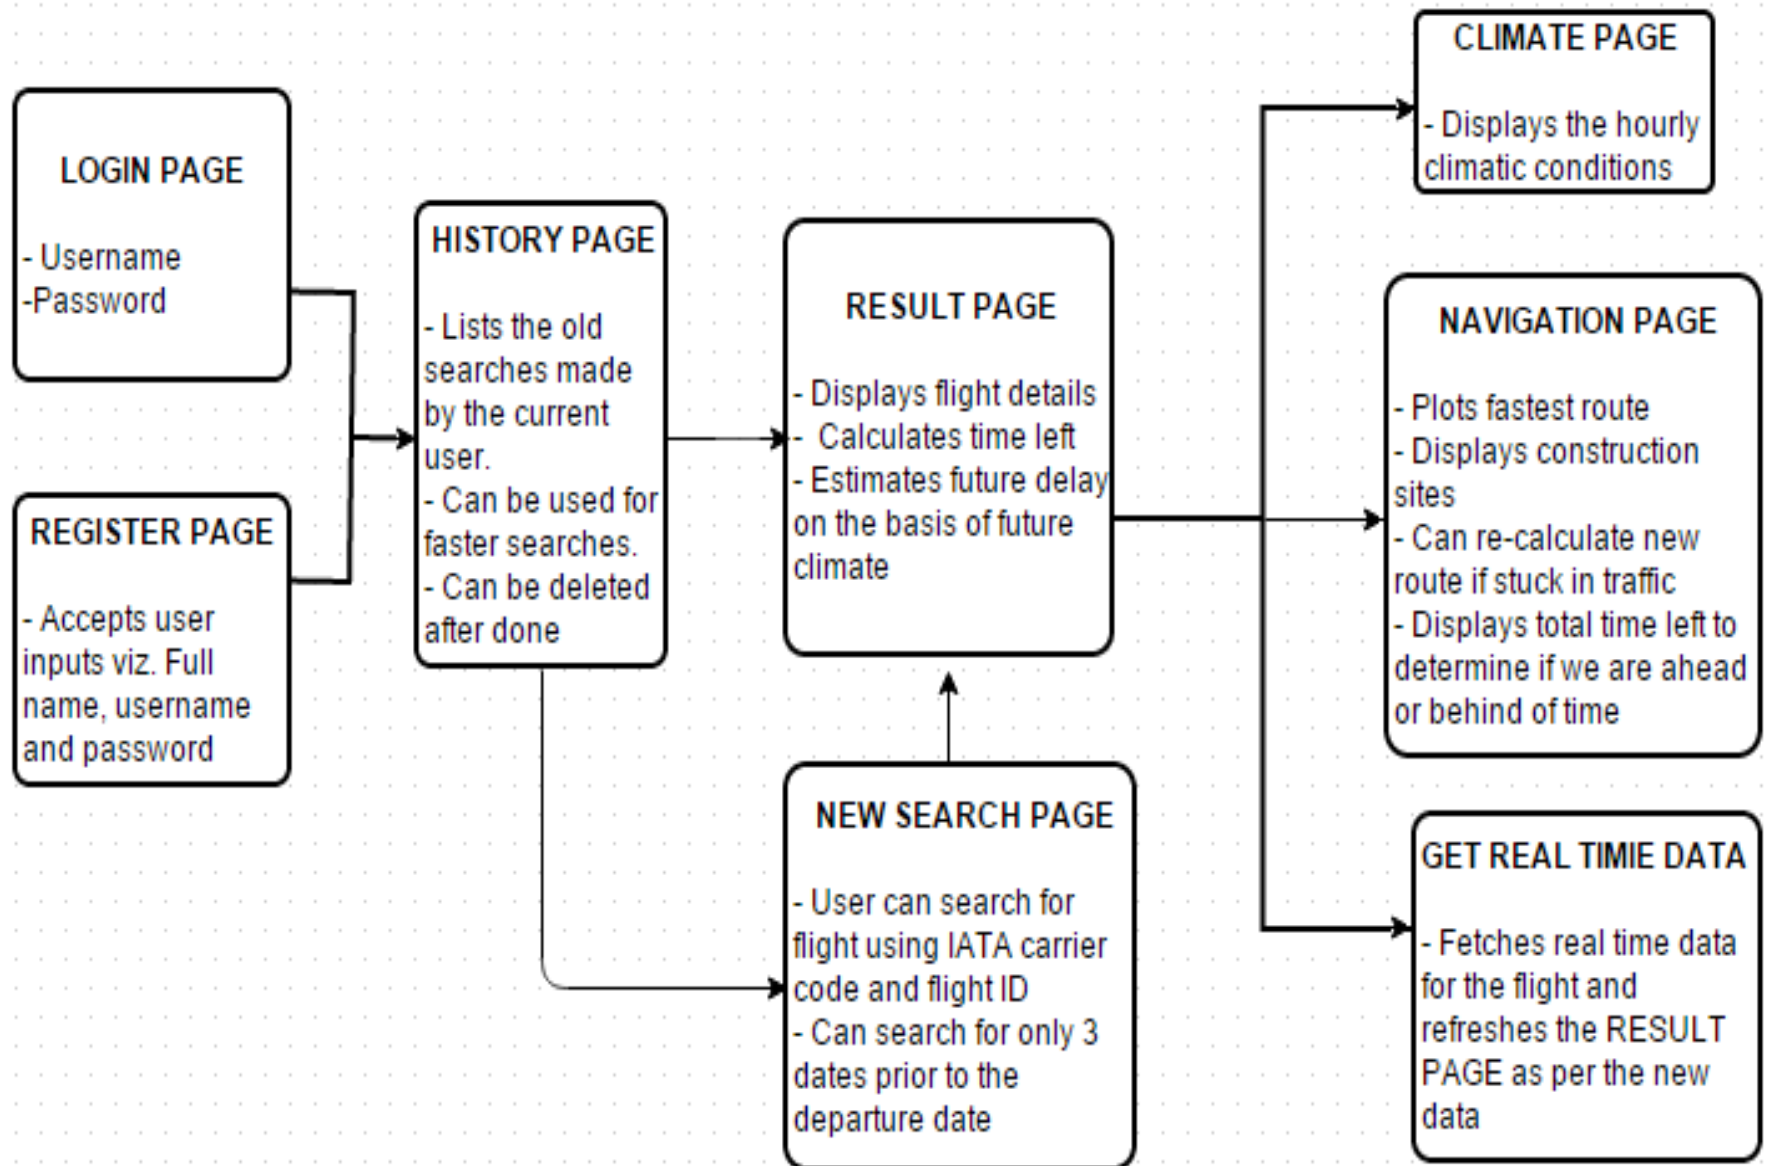 LOGIN PAGE
- Username
-Password
REGISTER PAGE
- Accepts user
inputs viz. Full
name, username
and password
HISTORY PAGE
- Lists the old
searches made
by the current
user.
- Can be used for
faster searches.
- Can be deleted
after done
RESULT PAGE
- Displays flight details
- Calculates time left
- Estimates future delay
on the basis of future
climate
NEW SEARCH PAGE
- User can search for
flight using IATA carrier
code and flight ID
- Can search for only 3
dates prior to the
departure date
CLIMATE PAGE
- Displays the hourly
climatic conditions
NAVIGATION PAGE
- Plots fastest route
- Displays construction
sites
- Can re-calculate new
route if stuck in traffic
- Displays total time left to
determine if we are ahead
or behind of time
GET REAL TIMIE DATA
- Fetches real time data
for the flight and
refreshes the RESULT
PAGE as per the new
data